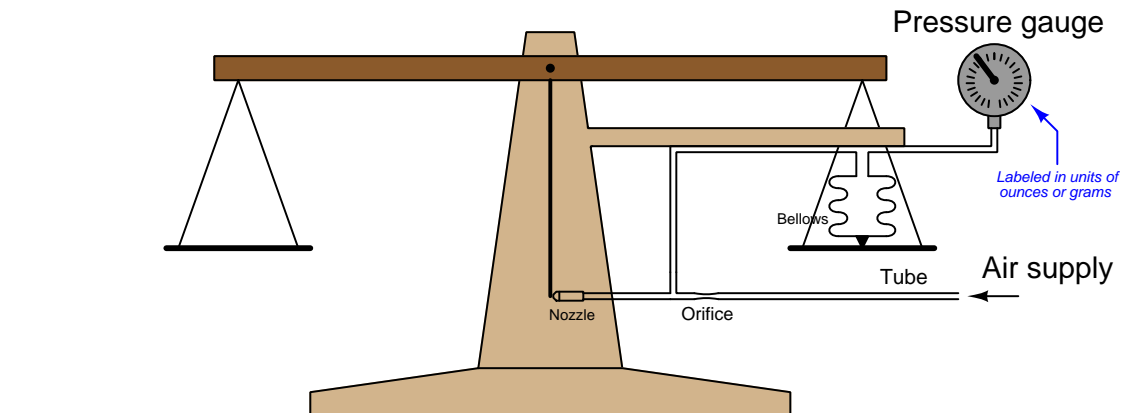 Pressure gauge
Labeled in units of
ounces or grams
Bellows
Tube
Air supply
Nozzle
Orifice